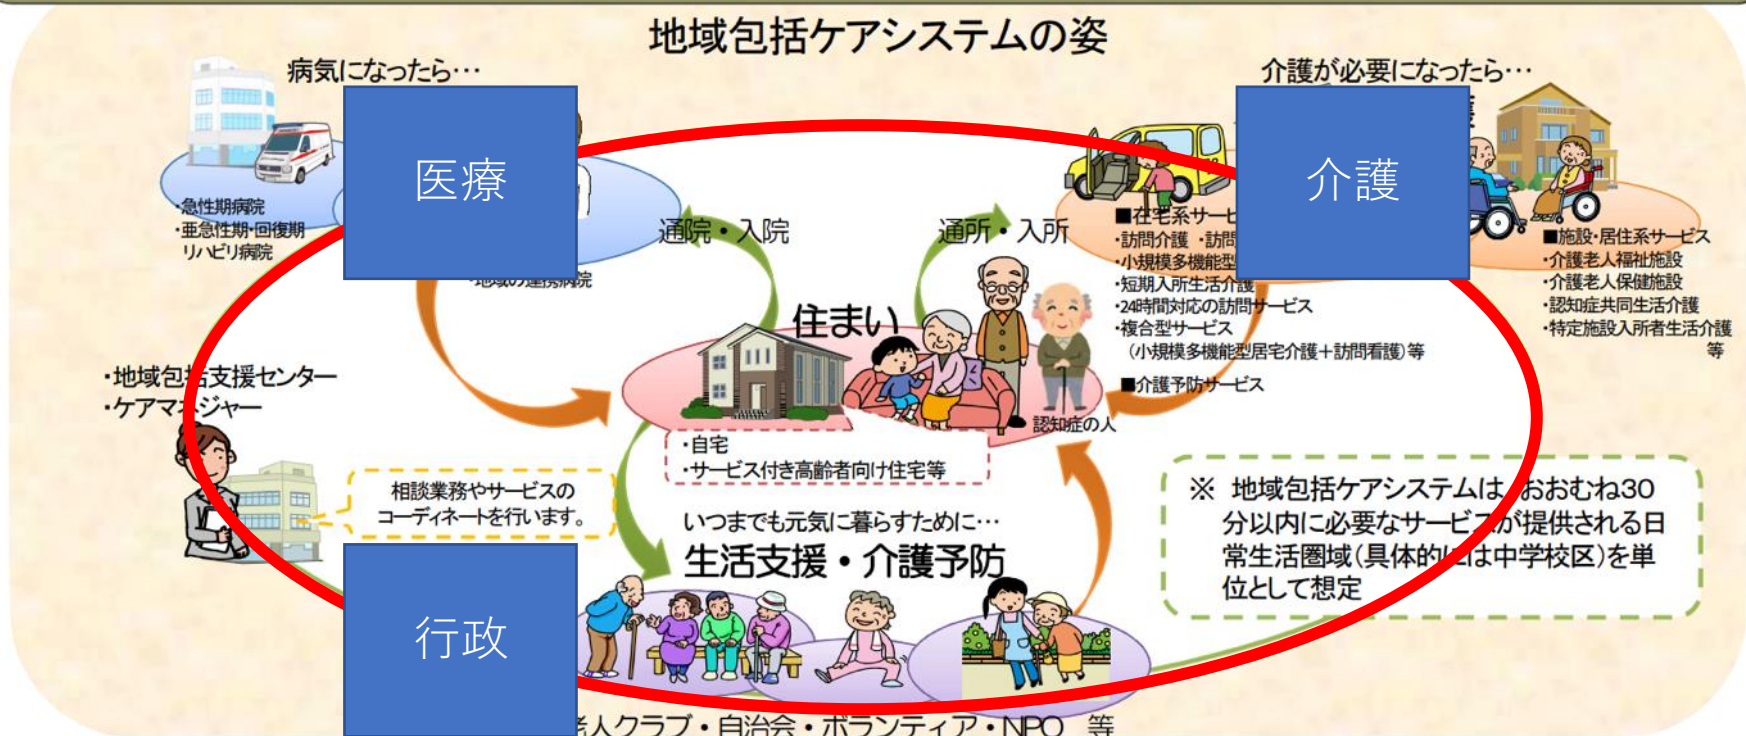 地域包括ケアシステムの姿
病気になったら…
介護が必要になったら…
医療
介護
・急性期病院
・亜急性期・回復期
リハビリ病院
・地域の連携病院
通院・入院
通所・入所
■在宅系サービ
・訪問介護 ・訪問
・小規模多機能型
・短期入所生活介護
・24時間対応の訪問サービス
・複合型サービス
(小規模多機能型居宅介護+訪問看護)等
■介護予防サービス
■施設・居住系サービス
・介護老人福祉施設
・介護老人保健施設
・認知症共同生活介護
・特定施設入所者生活介護
等
住まい
認知症の人
・自宅
・サービス付き高齢者向け住宅等
・地域包括支援センター
・ケアマネジャー
相談業務やサービスの
コーディネートを行います。
いつまでも元気に暮らすために…
生活支援・介護予防
※ 地域包括ケアシステムは、おおむね30
分以内に必要なサービスが提供される日
常生活圏域(具体的には中学校区)を単
位として想定
行政
老人クラブ・自治会・ボランティア・NPO 等